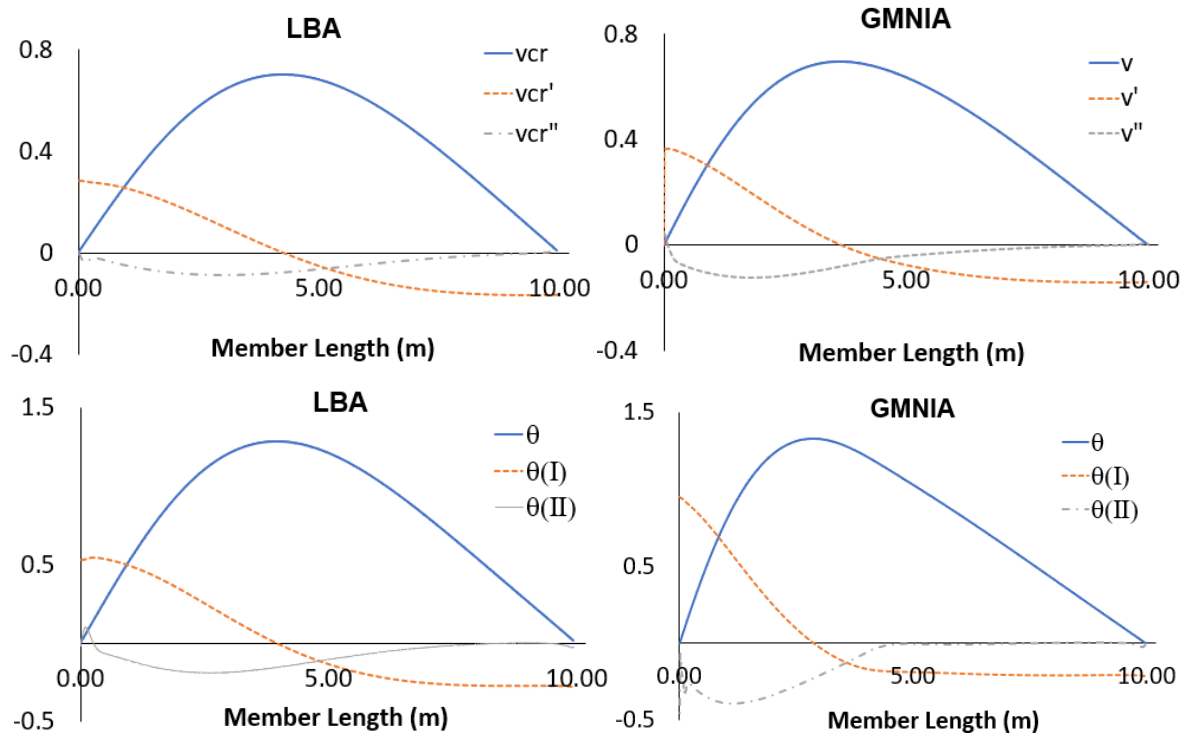 LBA
0.8
0.4
0
-0.4
vcr
vcr'
vcr"
0.00
5.00
10.00
Member Length (m)
GMNIA
0.8
0.4
0
-0.4
v
v'
v"
0.00
5.00
10.00
Member Length (m)
LBA
1.5
0.5
-0.5
θ
θ(I)
θ(II)
0.00
5.00
10.00
Member Length (m)
GMNIA
1.5
0.5
-0.5
θ
θ(I)
θ(II)
0.00
5.00
10.00
Member Length (m)